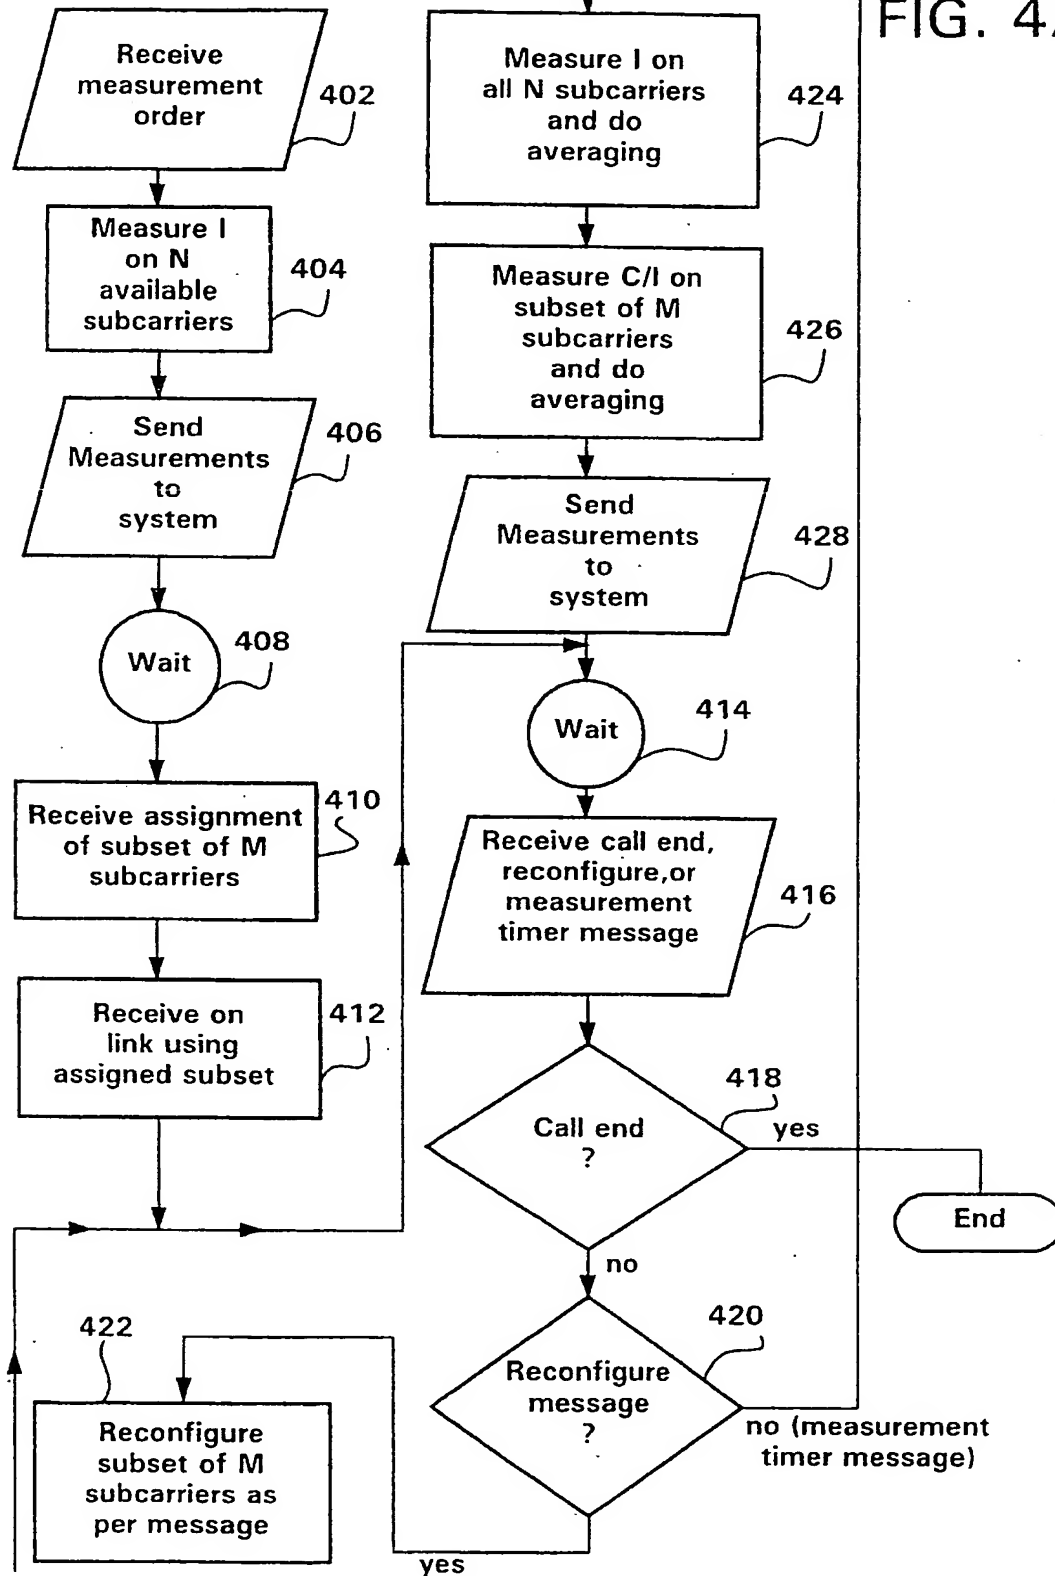 FIG. 4
Receive
measurement
order
402
Measure I
on N
available
subcarriers
404
Send
Measurements
to
system
406
Wait
408
Receive assignment
of subset of M
subcarriers
410
Receive on
link using
assigned subset
412
422
Reconfigure
subset of M
subcarriers as
per message
Measure I on
all N subcarriers
and do
averaging
424
Measure C/I on
subset of M
subcarriers
and do
averaging
426
Send
Measurements
to
system
428
Wait
414
Receive call end,
reconfigure,or
measurement
timer message
416
Call end
?
418
yes
End
no
Reconfigure
message
?
420
no (measurement
timer message)
yes